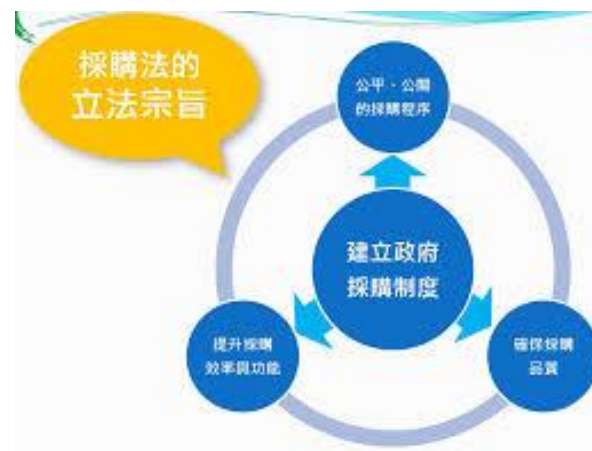 採購法的
立法宗旨
公平、公開
的採購程序
建立政府
採購制度
提升採購
效率與功能
確保採購
品質